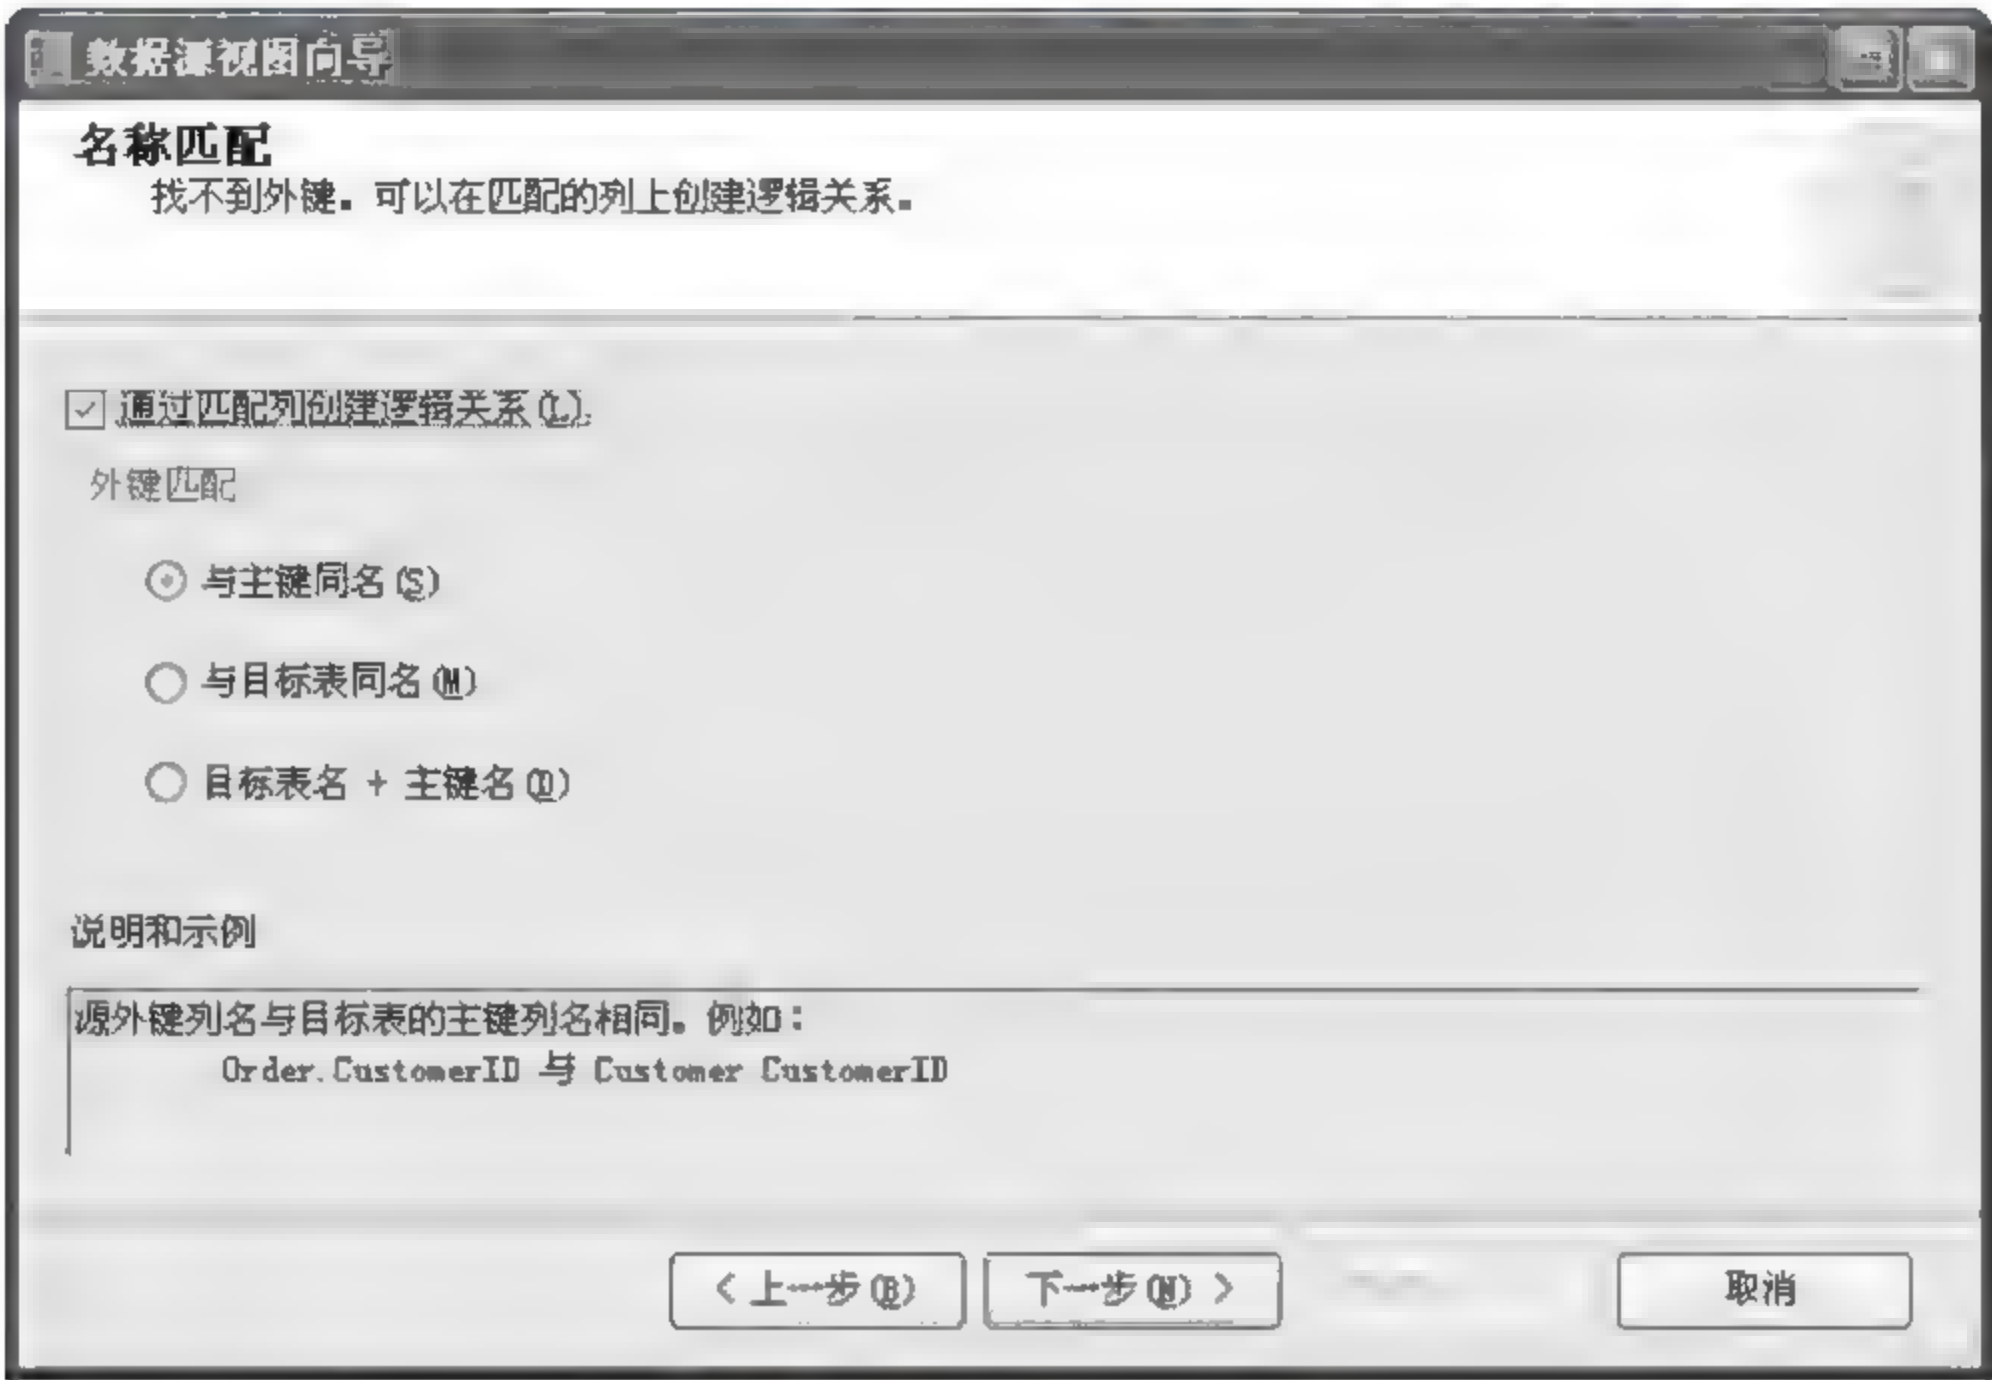 数据源视图向导
名称匹配
找不到外键。可以在匹配的列上创建逻辑关系。
通过匹配列创建逻辑关系(L).
外键匹配
与主键同名(S)
与目标表同名(M)
目标表名 + 主键名(I)
说明和示例
源外键列名与目标表的主键列名相同。例如:
Order.CustomerID 与 Customer CustomerID
< 上一步(B)
下一步(N) >
取消